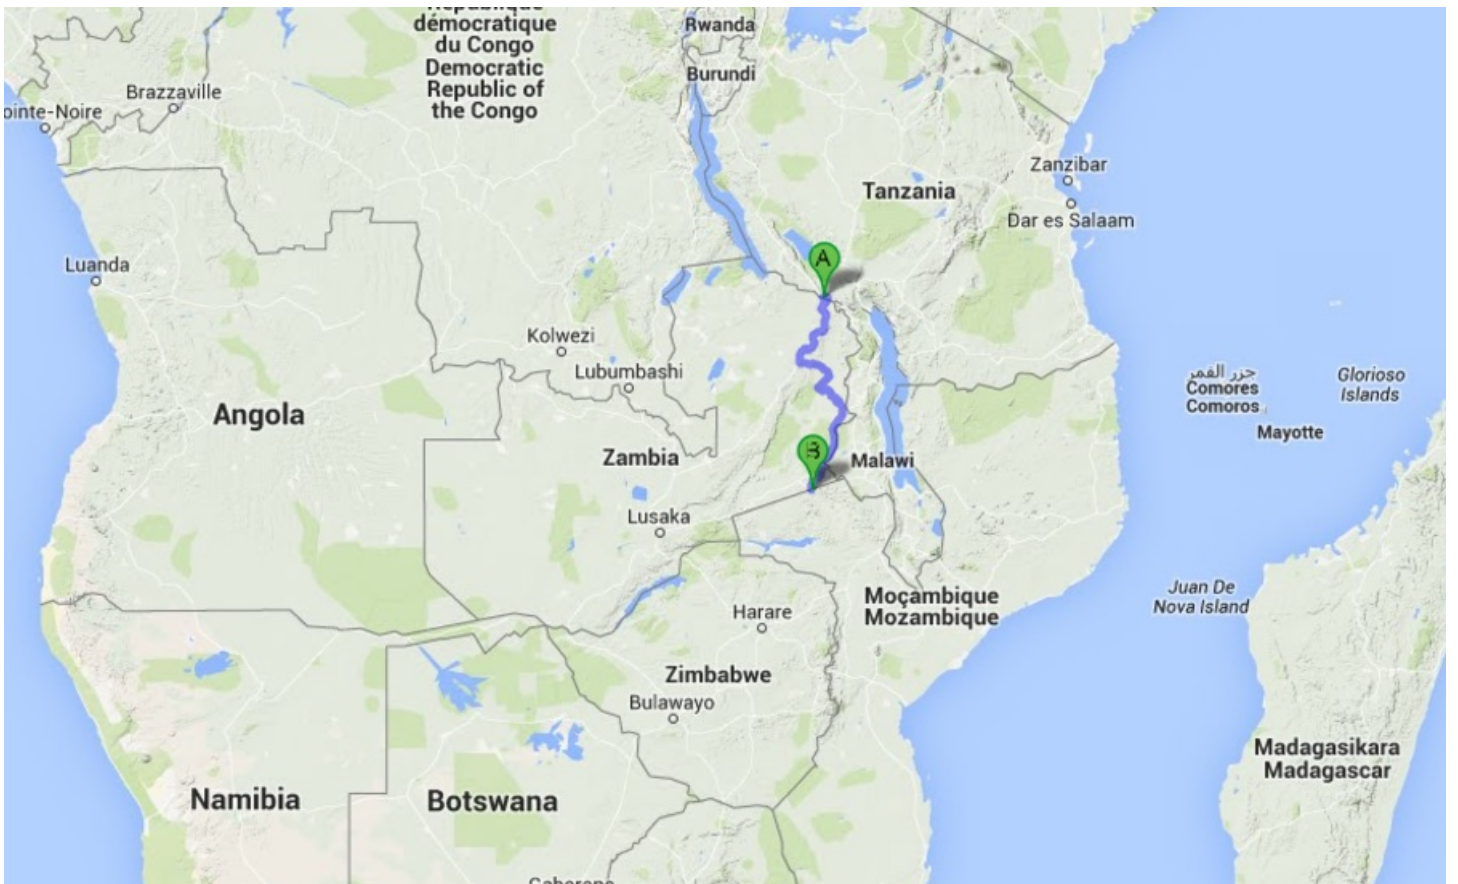 République
démocratique
du Congo
Democratic
Republic of
the Congo
Rwanda
Burundi
Brazzaville
ointe-Noire
Zanzibar
Tanzania
Dar es Salaam
Luanda
A
Kolwezi
Lubumbashi
جزر القمر
Comores
Comoros
Glorioso
Islands
Mayotte
Angola
Zambia
B
Malawi
Lusaka
Moçambique
Mozambique
Juan De
Nova Island
Harare
Zimbabwe
Bulawayo
Madagasikara
Madagascar
Namibia
Botswana
Gaborone